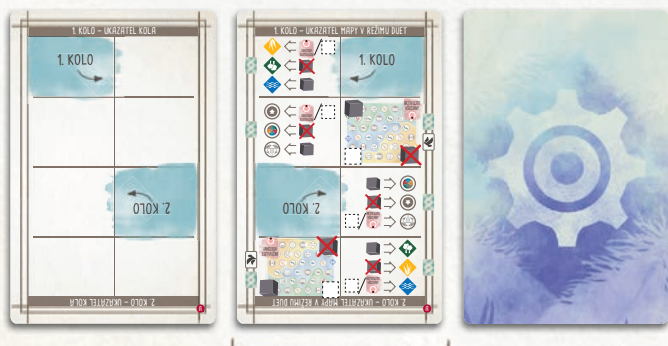 1. KOLO – UKAZATEL KOLA
1. KOLO
2. KOLO
2. KOLO – UKAZATEL KOLA
1. KOLO – UKAZATEL MAPY V REŽIMU DUET
1. KOLO
2. KOLO
2. KOLO – UKAZATEL MAPY V REŽIMU DUET